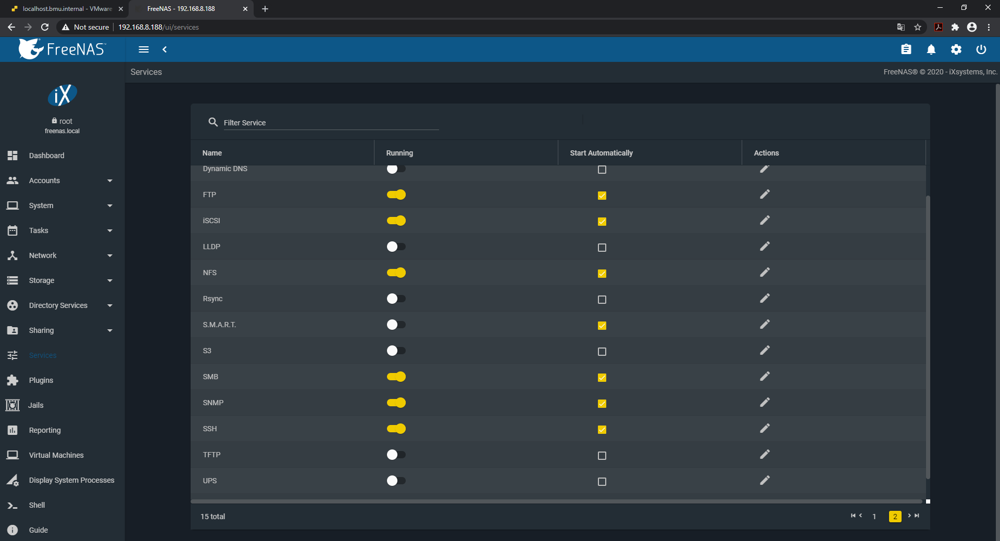 localhost.bmu.internal - VMware
FreeNAS - 192.168.8.188
Not secure
192.168.8.188/ui/services
FreeNAS™
Services
FreeNAS® © 2020 - iXsystems, Inc.
iX
root
freenas.local
Dashboard
Accounts
System
Tasks
Network
Storage
Directory Services
Sharing
Services
Plugins
Jails
Reporting
Virtual Machines
Display System Processes
Shell
Guide
Filter Service
Name Running Start Automatically Actions
Dynamic DNS
FTP
iSCSI
LLDP
NFS
Rsync
S.M.A.R.T.
S3
SMB
SNMP
SSH
TFTP
UPS
15 total
1 2